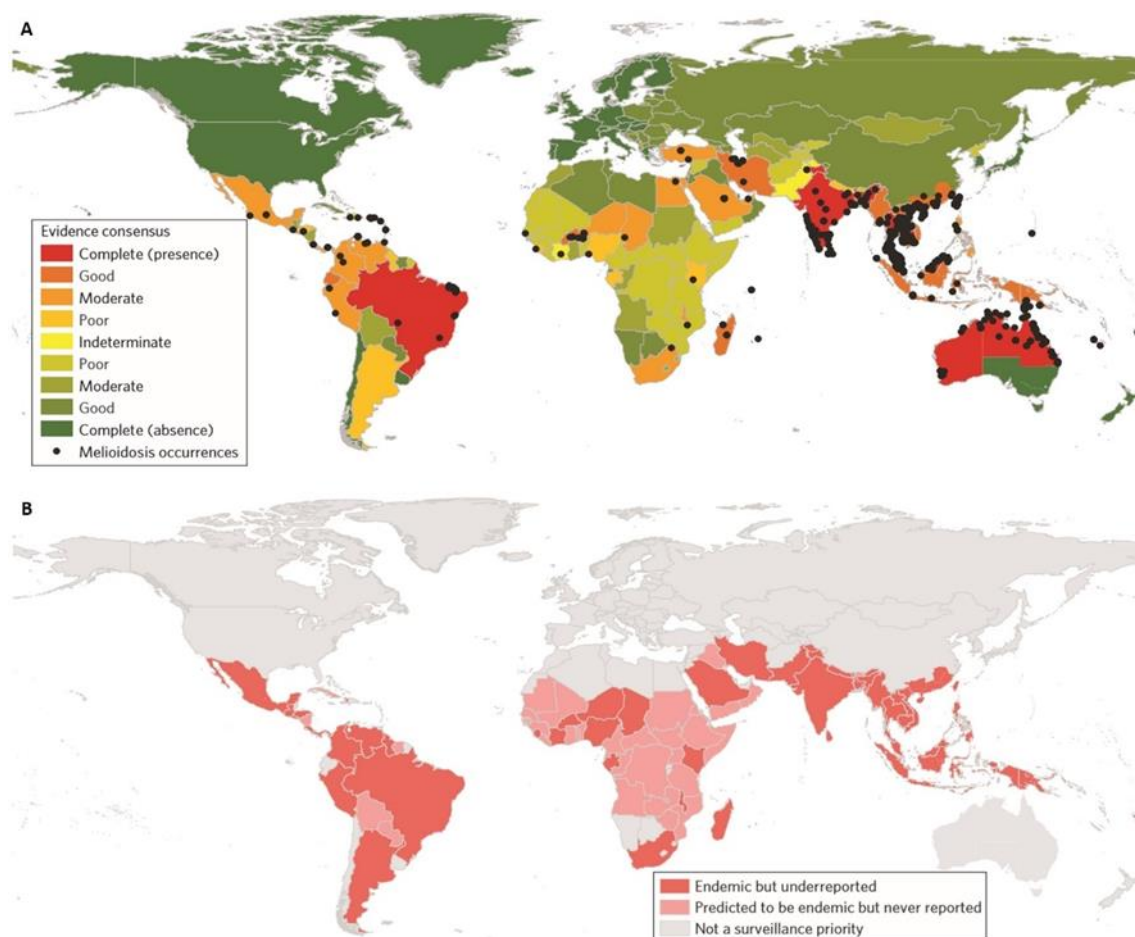 A
Evidence consensus
Complete (presence)
Good
Moderate
Poor
Indeterminate
Poor
Moderate
Good
Complete (absence)
Melioidosis occurrences
B
Endemic but underreported
Predicted to be endemic but never reported
Not a surveillance priority